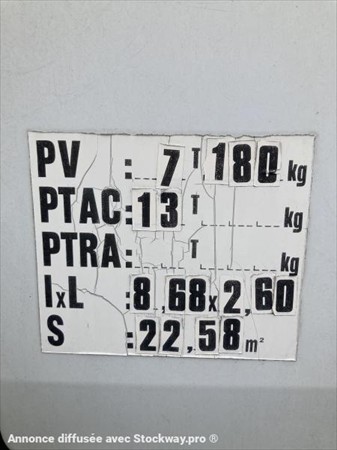 PV : 7 T 180 kg
PTAC : 13 T kg
PTRA : T kg
IxL : 8,68x2,60
S : 22,58 m²
Annonce diffusée avec Stockway.pro ®